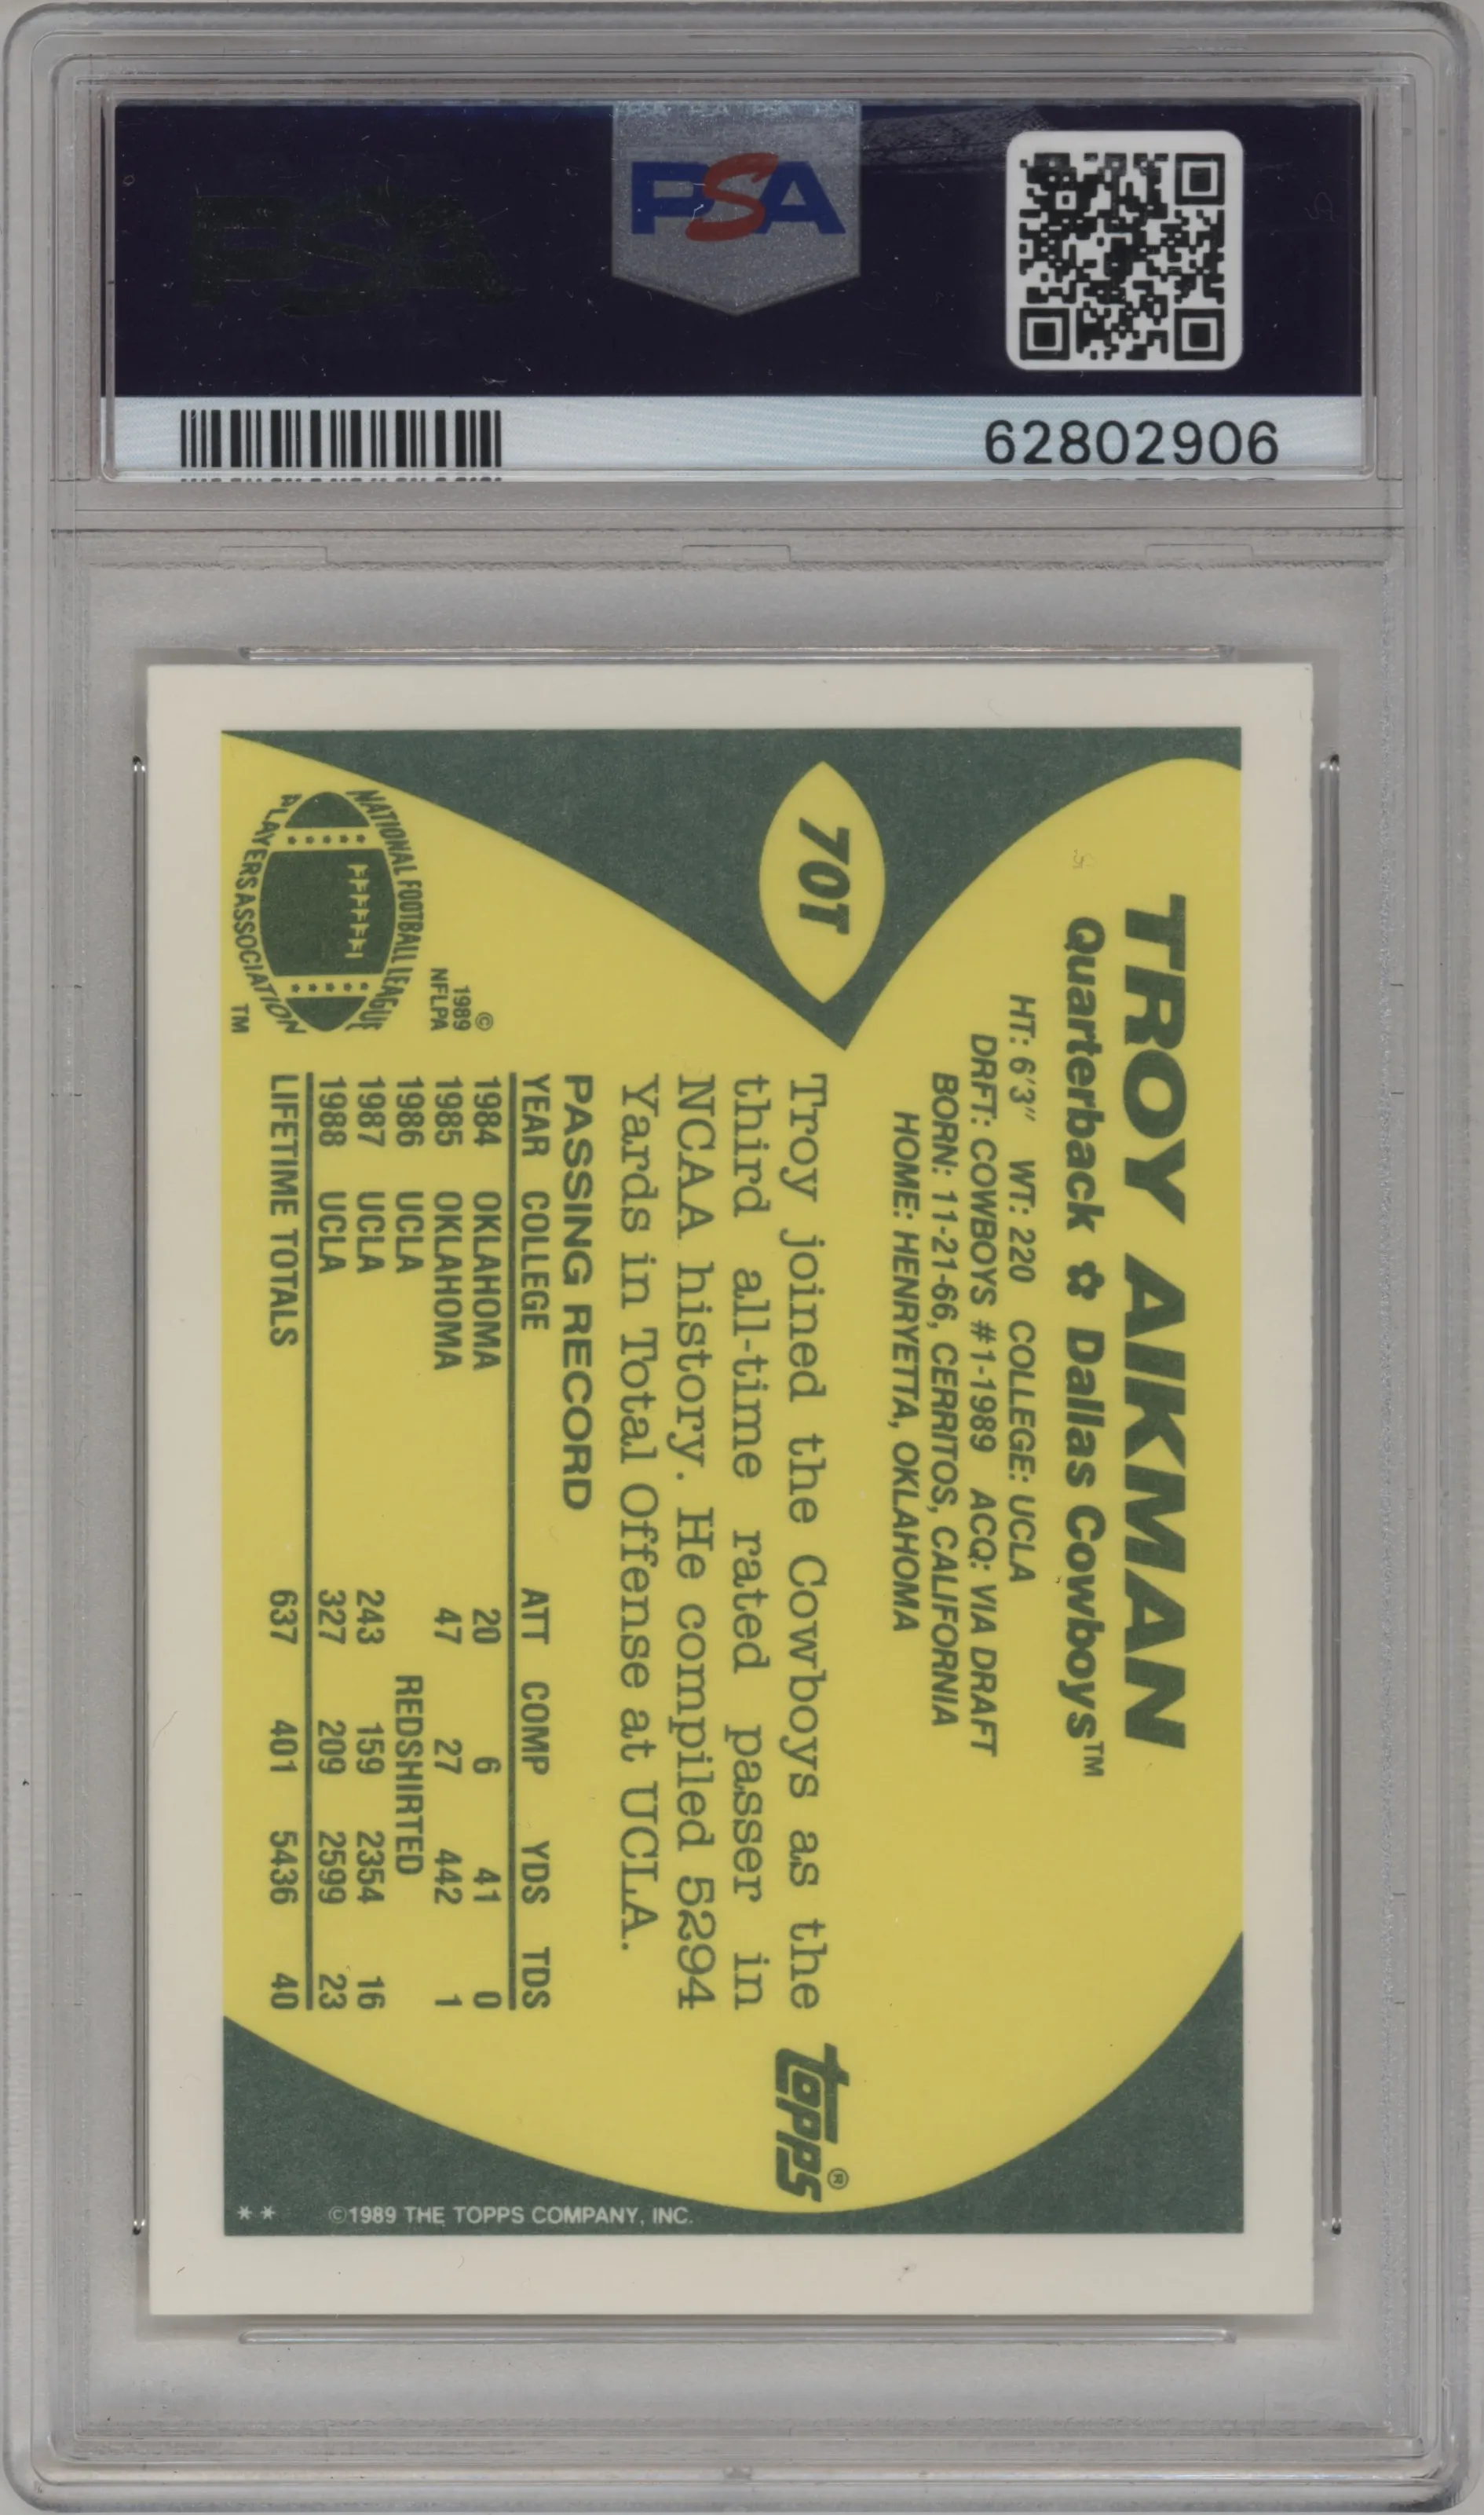 PSA
PSA
62802906
70T
TROY AIKMAN
Quarterback ✿ Dallas Cowboys™
HT: 6'3" WT: 220 COLLEGE: UCLA
DRFT: COWBOYS #1-1989 ACQ: VIA DRAFT
BORN: 11-21-66, CERRITOS, CALIFORNIA
HOME: HENRYETTA, OKLAHOMA
Troy joined the Cowboys as the
third all-time rated passer in
NCAA history. He compiled 5294
Yards in Total Offense at UCLA.
PASSING RECORD
YEAR COLLEGE ATT COMP YDS TDS
1984 OKLAHOMA 20 6 41 0
1985 OKLAHOMA 47 27 442 1
1986 UCLA REDSHIRTED
1987 UCLA 243 159 2354 16
1988 UCLA 327 209 2599 23
LIFETIME TOTALS 637 401 5436 40
©
1989
NFLPA
NATIONAL FOOTBALL LEAGUE
PLAYERS ASSOCIATION
TM
topps®
** ©1989 THE TOPPS COMPANY, INC.